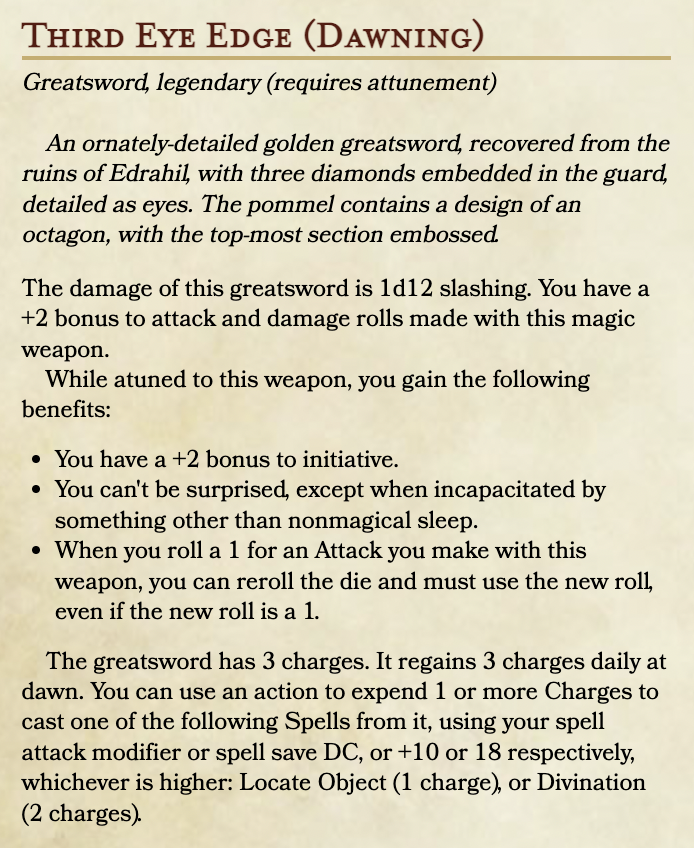 Third Eye Edge (Dawning)
Greatsword, legendary (requires attunement)
An ornately-detailed golden greatsword, recovered from the
ruins of Edrahil, with three diamonds embedded in the guard,
detailed as eyes. The pommel contains a design of an
octagon, with the top-most section embossed.
The damage of this greatsword is 1d12 slashing. You have a
+2 bonus to attack and damage rolls made with this magic
weapon.
While atuned to this weapon, you gain the following
benefits:
• You have a +2 bonus to initiative.
• You can't be surprised, except when incapacitated by
something other than nonmagical sleep.
• When you roll a 1 for an Attack you make with this
weapon, you can reroll the die and must use the new roll,
even if the new roll is a 1.
The greatsword has 3 charges. It regains 3 charges daily at
dawn. You can use an action to expend 1 or more Charges to
cast one of the following Spells from it, using your spell
attack modifier or spell save DC, or +10 or 18 respectively,
whichever is higher: Locate Object (1 charge), or Divination
(2 charges).